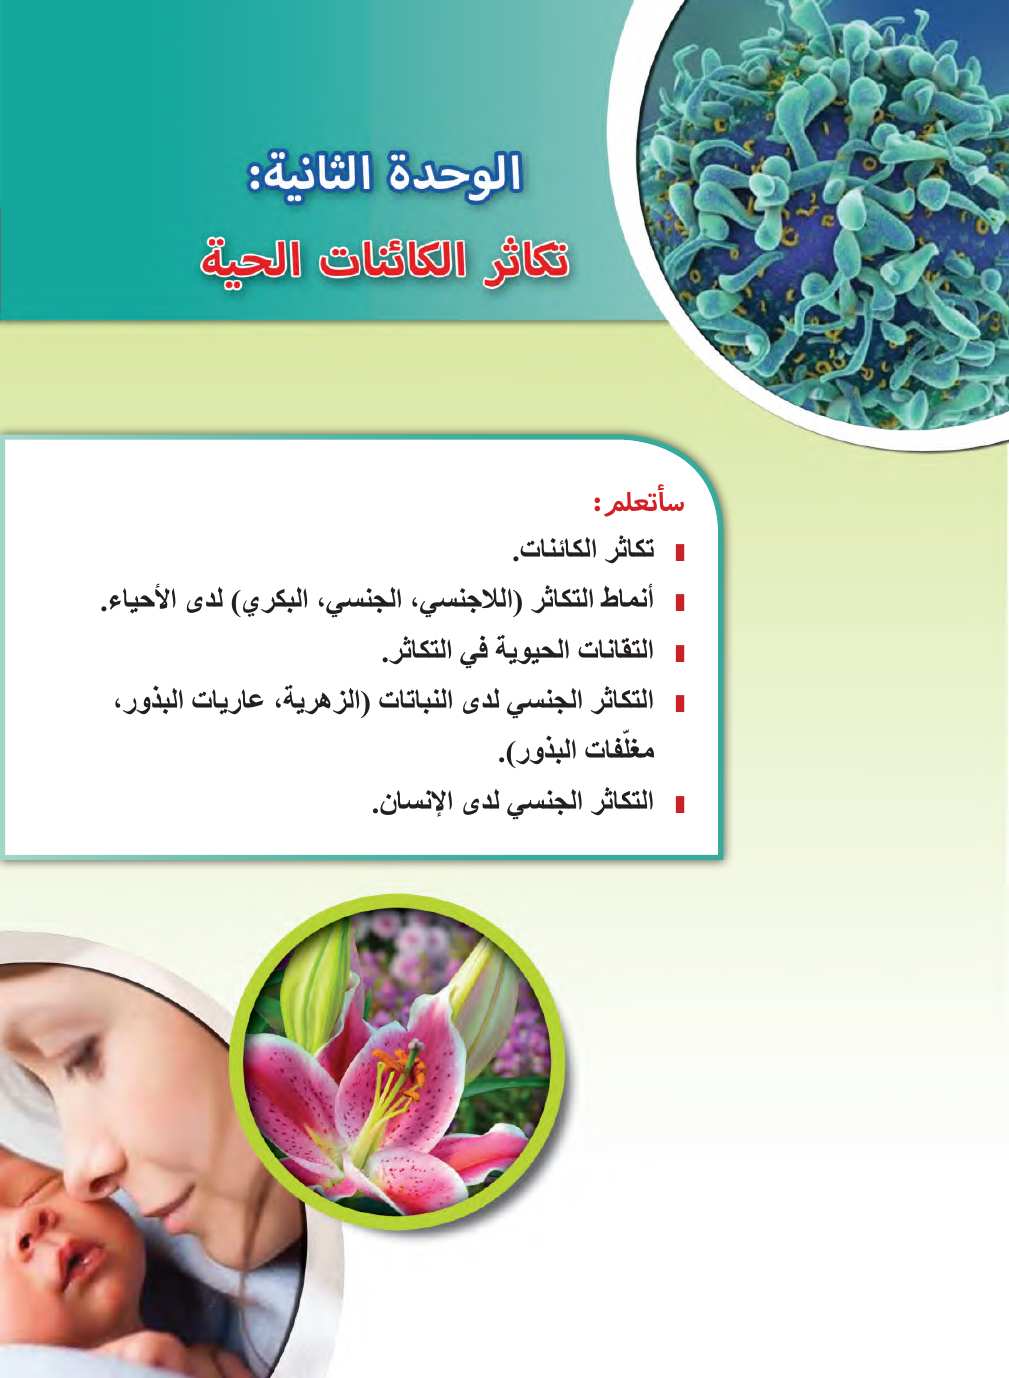 الوحدة الثانية:
تكاثر الكائنات الحية
سأتعلم:
تكاثر الكائنات.
أنماط التكاثر (اللاجنسي، الجنسي، البكري) لدى الأحياء.
التقانات الحيوية في التكاثر.
التكاثر الجنسي لدى النباتات (الزهرية، عاريات البذور،
مغلّفات البذور).
التكاثر الجنسي لدى الإنسان.